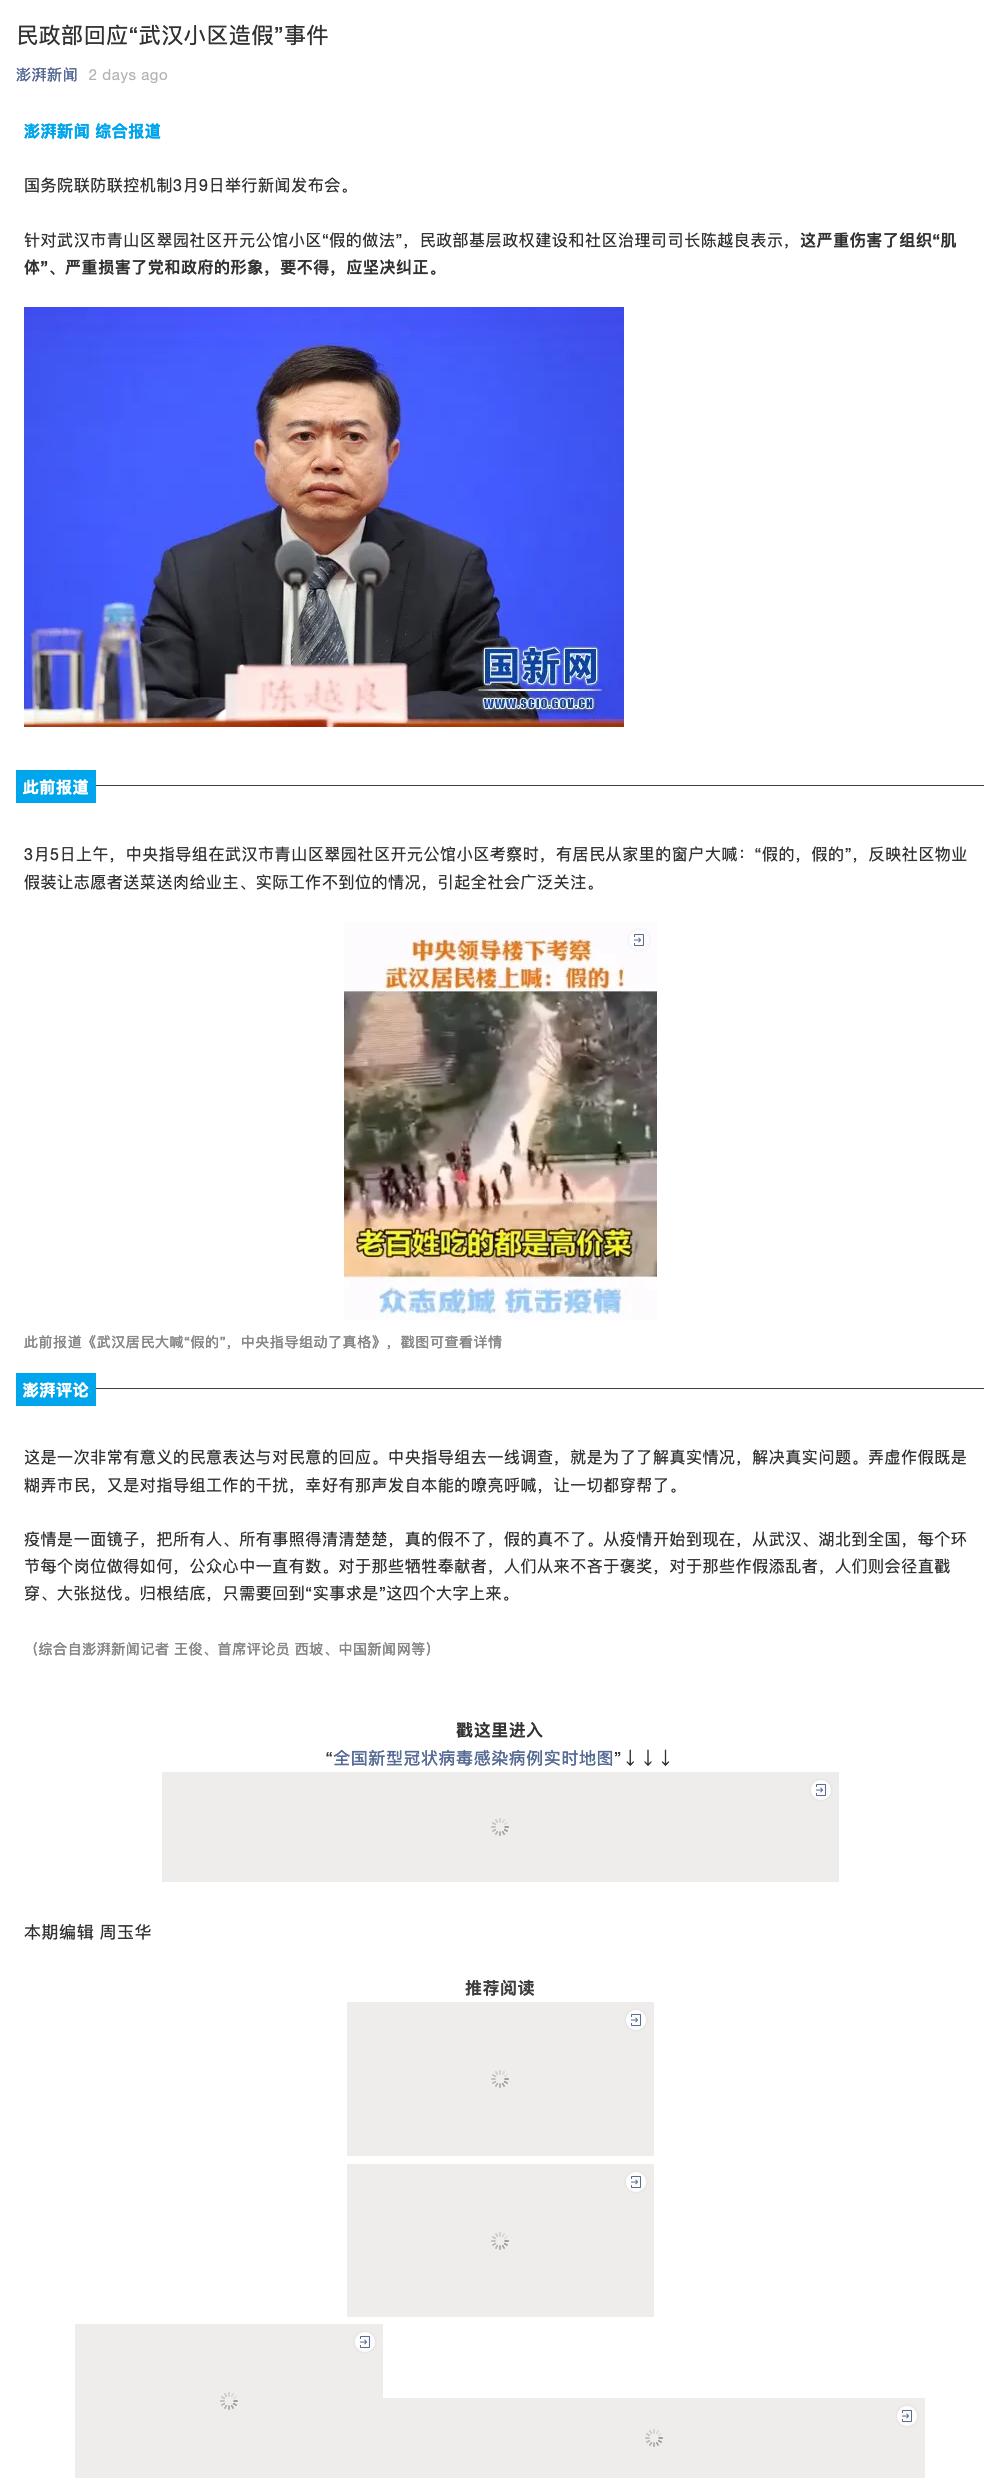 民政部回应“武汉小区造假”事件
澎湃新闻 2 days ago
澎湃新闻 综合报道
国务院联防联控机制3月9日举行新闻发布会。
针对武汉市青山区翠园社区开元公馆小区“假的做法”，民政部基层政权建设和社区治理司司长陈越良表示，这严重伤害了组织“肌
体”、严重损害了党和政府的形象，要不得，应坚决纠正。
陈越良
国新网
WWW.SCIO.GOV.CN
此前报道
3月5日上午，中央指导组在武汉市青山区翠园社区开元公馆小区考察时，有居民从家里的窗户大喊：“假的，假的”，反映社区物业
假装让志愿者送菜送肉给业主、实际工作不到位的情况，引起全社会广泛关注。
中央领导楼下考察
武汉居民楼上喊：假的！
老百姓吃的都是高价菜
众志成城 抗击疫情
此前报道《武汉居民大喊“假的”，中央指导组动了真格》，戳图可查看详情
澎湃评论
这是一次非常有意义的民意表达与对民意的回应。中央指导组去一线调查，就是为了了解真实情况，解决真实问题。弄虚作假既是
糊弄市民，又是对指导组工作的干扰，幸好有那声发自本能的嘹亮呼喊，让一切都穿帮了。
疫情是一面镜子，把所有人、所有事照得清清楚楚，真的假不了，假的真不了。从疫情开始到现在，从武汉、湖北到全国，每个环
节每个岗位做得如何，公众心中一直有数。对于那些牺牲奉献者，人们从来不吝于褒奖，对于那些作假添乱者，人们则会径直戳
穿、大张挞伐。归根结底，只需要回到“实事求是”这四个大字上来。
（综合自澎湃新闻记者 王俊、首席评论员 西坡、中国新闻网等）
戳这里进入
“全国新型冠状病毒感染病例实时地图”↓↓↓
本期编辑 周玉华
推荐阅读